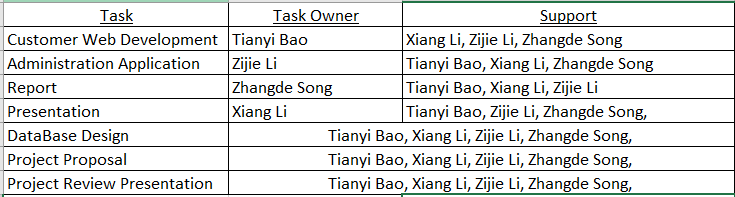 Task Task Owner Support
Customer Web Development Tianyi Bao Xiang Li, Zijie Li, Zhangde Song
Administration Application Zijie Li Tianyi Bao, Xiang Li, Zhangde Song
Report Zhangde Song Tianyi Bao, Xiang Li, Zijie Li
Presentation Xiang Li Tianyi Bao, Zijie Li, Zhangde Song,
DataBase Design Tianyi Bao, Xiang Li, Zijie Li, Zhangde Song,
Project Proposal Tianyi Bao, Xiang Li, Zijie Li, Zhangde Song,
Project Review Presentation Tianyi Bao, Xiang Li, Zijie Li, Zhangde Song,